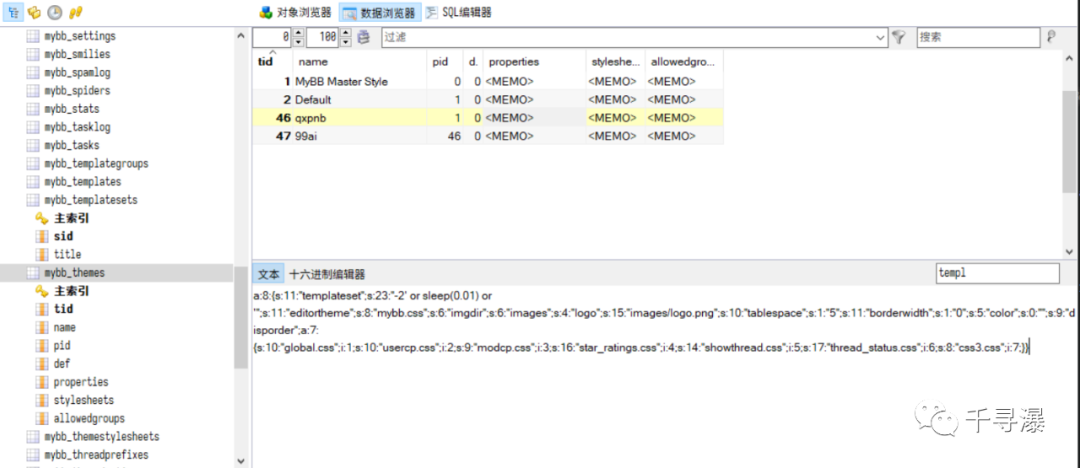 对象浏览器 数据浏览器 SQL编辑器
0 100 过滤 搜索
mybb_settings
mybb_smilies
mybb_spamlog
mybb_spiders
mybb_stats
mybb_tasklog
mybb_tasks
mybb_templategroups
mybb_templates
mybb_templatesets
主索引
sid
title
mybb_themes
主索引
tid
name
pid
def
properties
stylesheets
allowedgroups
mybb_themestylesheets
mybb_threadprefixes
tid name pid d. properties styleshe... allowedgro...
1 MyBB Master Style 0 0 <MEMO> <MEMO> <MEMO>
2 Default 1 0 <MEMO> <MEMO> <MEMO>
46 qxpnb 1 0 <MEMO> <MEMO> <MEMO>
47 99ai 46 0 <MEMO> <MEMO> <MEMO>
文本 十六进制编辑器 templ
a:8:{s:11:"templateset";s:23:"-2' or sleep(0.01) or
'";s:11:"editortheme";s:8:"mybb.css";s:6:"imgdir";s:6:"images";s:4:"logo";s:15:"images/logo.png";s:10:"tablespace";s:1:"5";s:11:"borderwidth";s:1:"0";s:5:"color";s:0:"";s:9:"d
isporder";a:7:
{s:10:"global.css";i:1;s:10:"usercp.css";i:2;s:9:"modcp.css";i:3;s:16:"star_ratings.css";i:4;s:14:"showthread.css";i:5;s:17:"thread_status.css";i:6;s:8:"css3.css";i:7;}}
千寻瀑